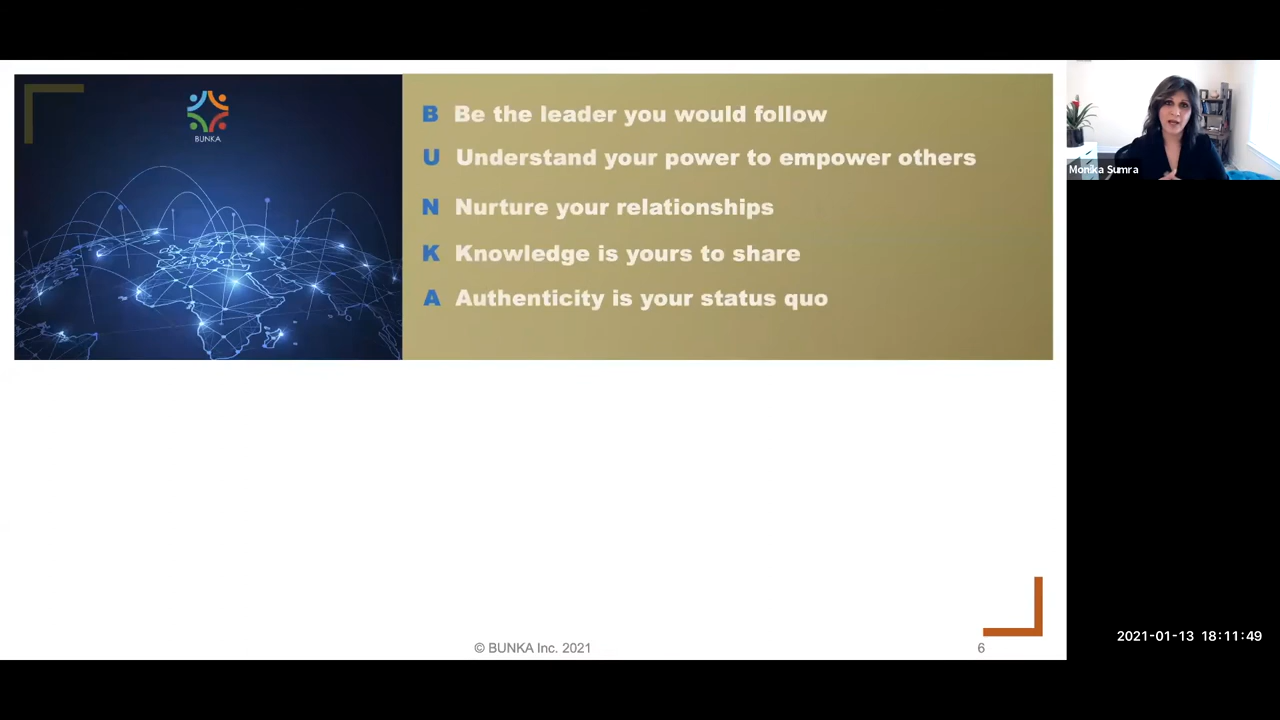 BUNKA
B Be the leader you would follow
U Understand your power to empower others
N Nurture your relationships
K Knowledge is yours to share
A Authenticity is your status quo
Monika Sumra
2021-01-13 18:11:49
© BUNKA Inc. 2021
6